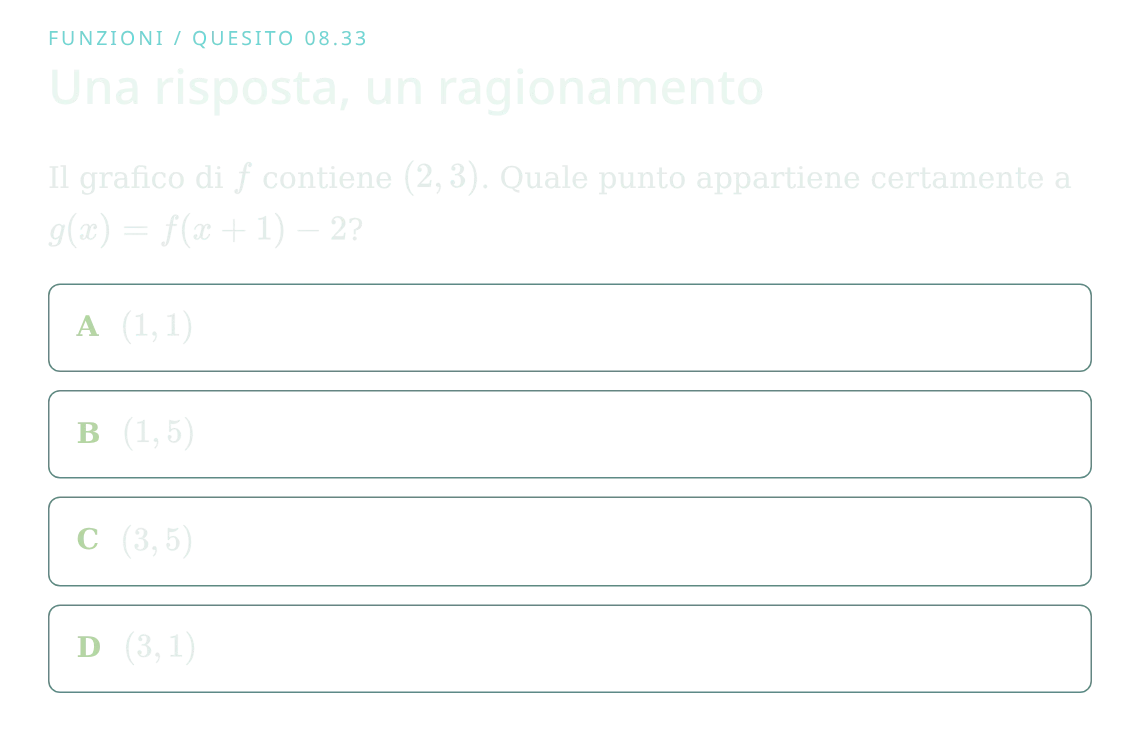 FUNZIONI / QUESITO 08.33
Una risposta, un ragionamento
Il grafico di f contiene (2, 3). Quale punto appartiene certamente a
g(x) = f(x + 1) − 2?
A (1, 1)
B (1, 5)
C (3, 5)
D (3, 1)